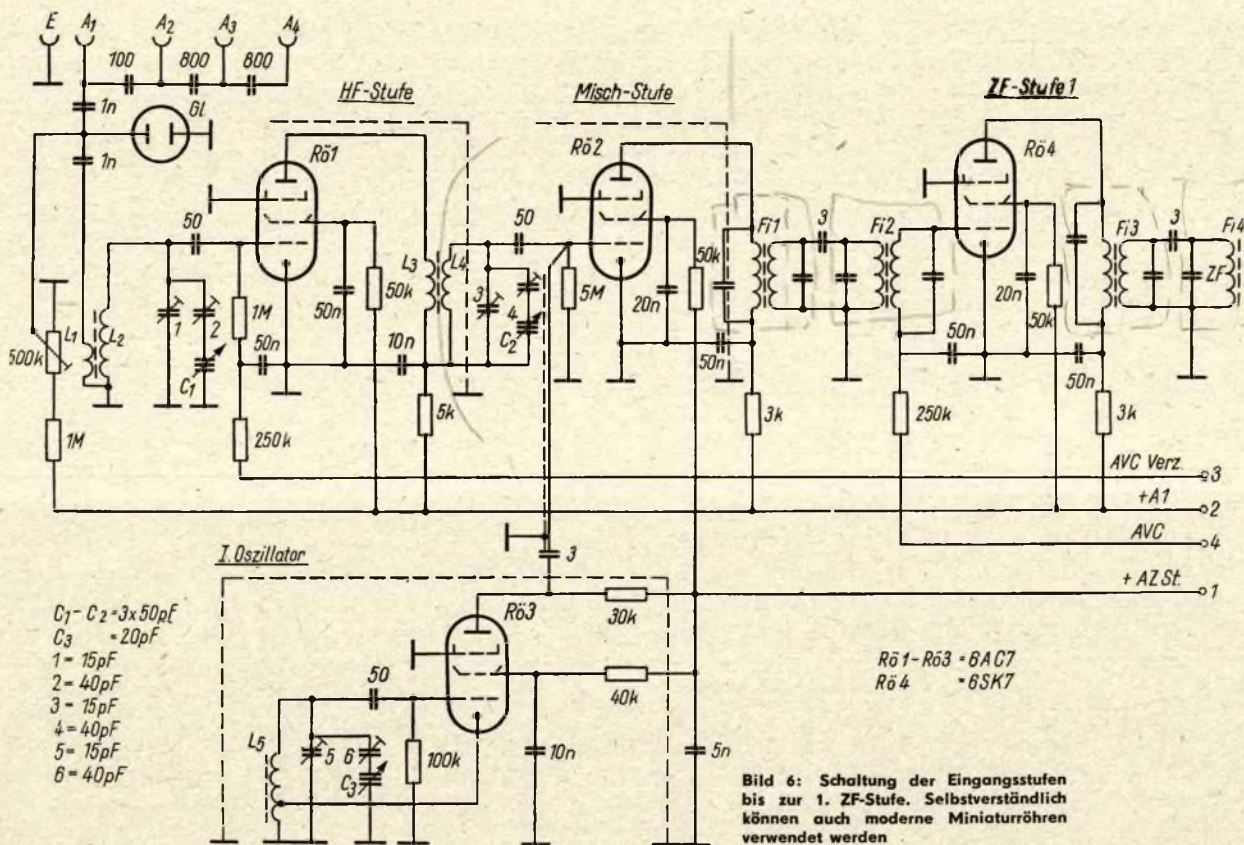 E A1 A2 A3 A4
100 800 800
1n
Gl
1n
HF-Stufe
Misch-Stufe
ZF-Stufe 1
Rö1
Rö2
Rö4
50
50
Fi1 3 Fi2
Fi3 3 Fi4
ZF
L1 L2
500k
1M
1 2
C1
1M
50n
250k
50n
50k
L3 L4
10n
5k
3 4
C2
5M
20n
50k
50n
3k
50n
250k
20n
50k
50n
3k
AVC Verz. 3
+A1 2
AVC 4
+AZ.St. 1
I. Oszillator
3
30k
Rö3
40k
50
L5
5 6
C3
100k
10n
5n
C1 - C2 = 3x50pF
C3 = 20pF
1 = 15pF
2 = 40pF
3 = 15pF
4 = 40pF
5 = 15pF
6 = 40pF
Rö1-Rö3 = 6AC7
Rö4 = 6SK7
Bild 6: Schaltung der Eingangsstufen
bis zur 1. ZF-Stufe. Selbstverständlich
können auch moderne Miniaturröhren
verwendet werden